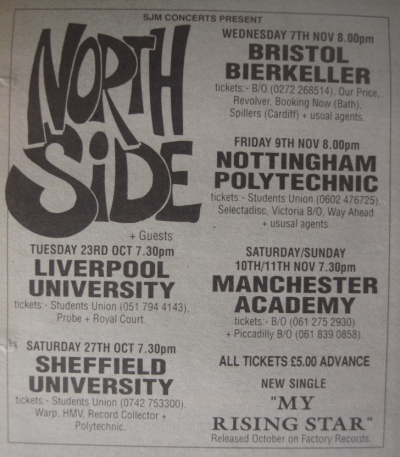 SJM CONCERTS PRESENT
NORTH
SiDE
+ Guests
TUESDAY 23RD OCT 7.30pm
LIVERPOOL
UNIVERSITY
tickets:- Students Union (051 794 4143),
Probe + Royal Court.
SATURDAY 27TH OCT 7.30pm
SHEFFIELD
UNIVERSITY
tickets:- Students Union (0742 753300).
Warp, HMV, Record Collector +
Polytechnic.
WEDNESDAY 7TH NOV 8.00pm
BRISTOL
BIERKELLER
tickets:- B/O (0272 268514). Our Price,
Revolver. Booking Now (Bath),
Spillers (Cardiff) + usual agents.
FRIDAY 9TH NOV 8.00pm
NOTTINGHAM
POLYTECHNIC
tickets:- Students Union (0602 476725)
Selectadisc, Victoria B/O, Way Ahead
+ ususal agents
SATURDAY/SUNDAY
10TH/11TH NOV 7.30pm
MANCHESTER
ACADEMY
tickets:- B/O (061 275 2930)
+ Piccadilly B/O (061 839 0858).
ALL TICKETS £5.00 ADVANCE
NEW SINGLE
"MY
RISING STAR"
Released October on Factory Records.